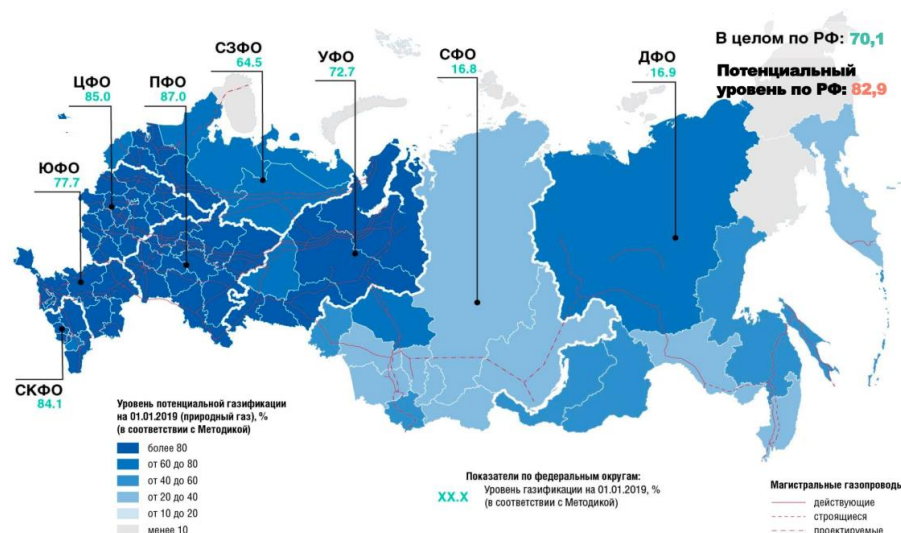 В целом по РФ: 70,1
Потенциальный
уровень по РФ: 82,9
СЗФО
64.5
УФО
72.7
СФО
16.8
ДФО
16.9
ЦФО
85.0
ПФО
87.0
ЮФО
77.7
СКФО
84.1
Уровень потенциальной газификации
на 01.01.2019 (природный газ), %
(в соответствии с Методикой)
более 80
от 60 до 80
от 40 до 60
от 20 до 40
от 10 до 20
менее 10
Показатели по федеральным округам:
XX.X Уровень газификации на 01.01.2019, %
(в соответствии с Методикой)
Магистральные газопроводы
действующие
строящиеся
проектируемые